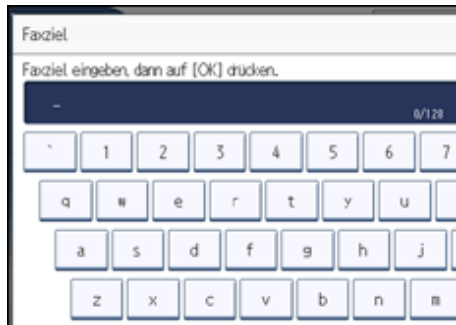 Faxziel
Faxziel eingeben, dann auf [OK] drücken.
_
0/128
` 1 2 3 4 5 6 7
q w e r t y u
a s d f g h j
z x c v b n m